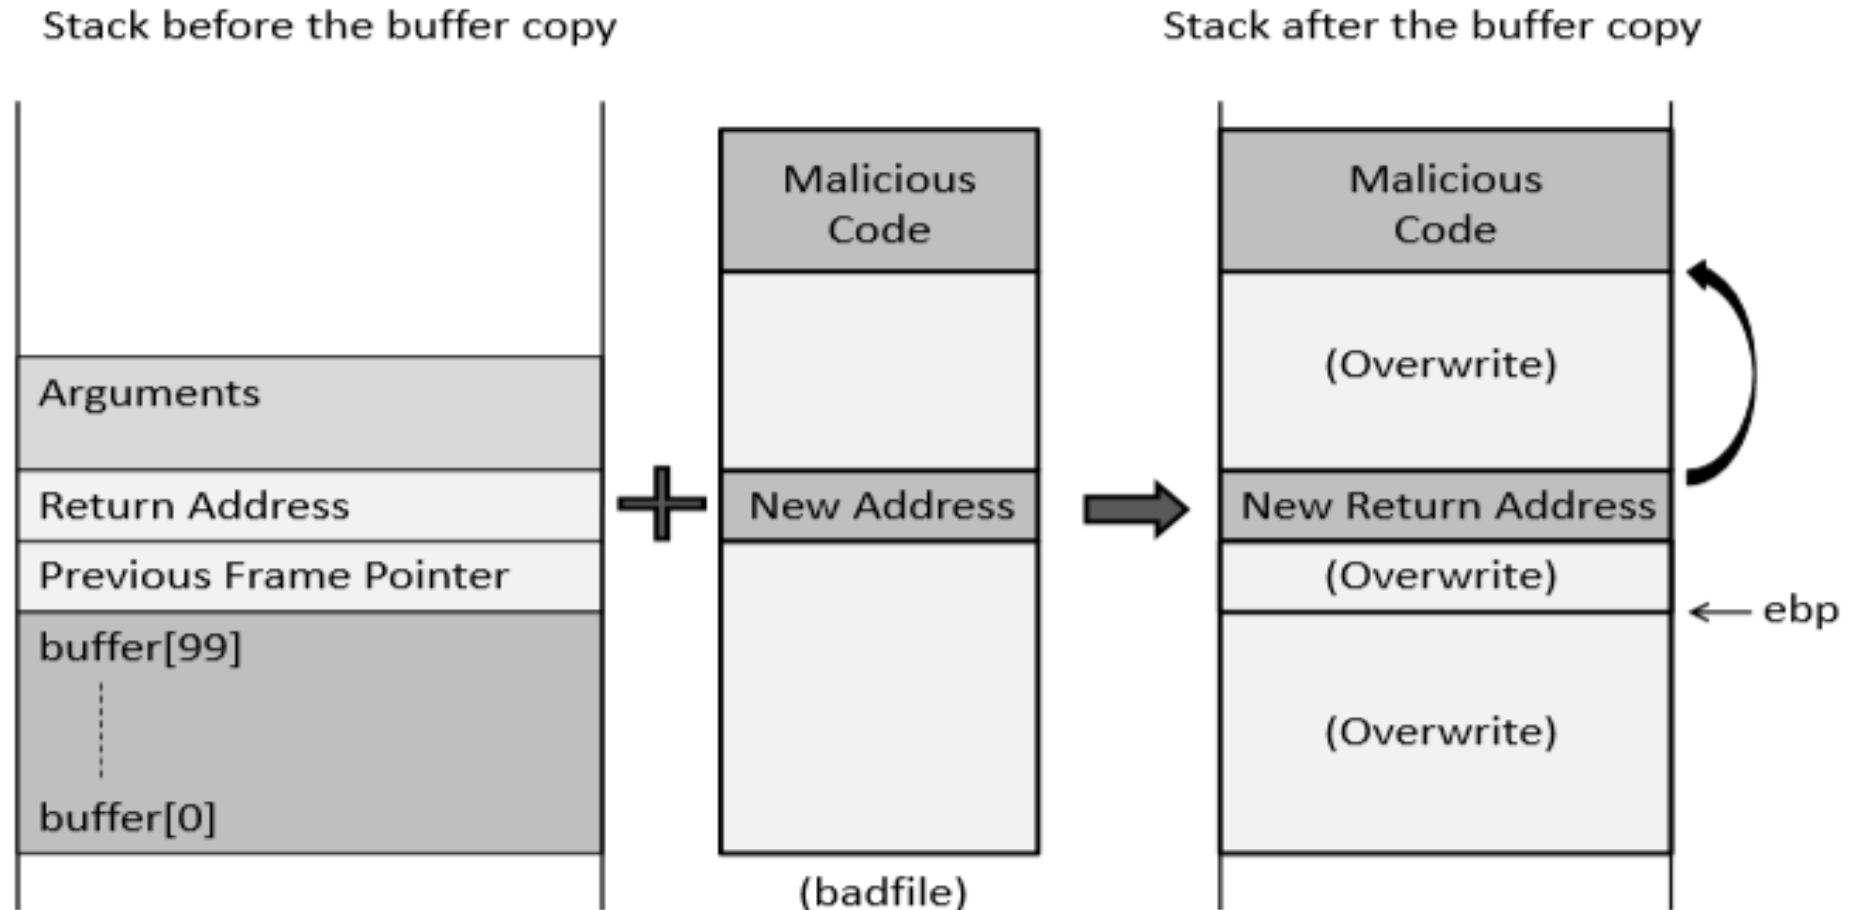 Stack before the buffer copy
Stack after the buffer copy
Arguments
Return Address
Previous Frame Pointer
buffer[99]
buffer[0]
Malicious
Code
New Address
(badfile)
Malicious
Code
(Overwrite)
New Return Address
(Overwrite)
ebp
(Overwrite)